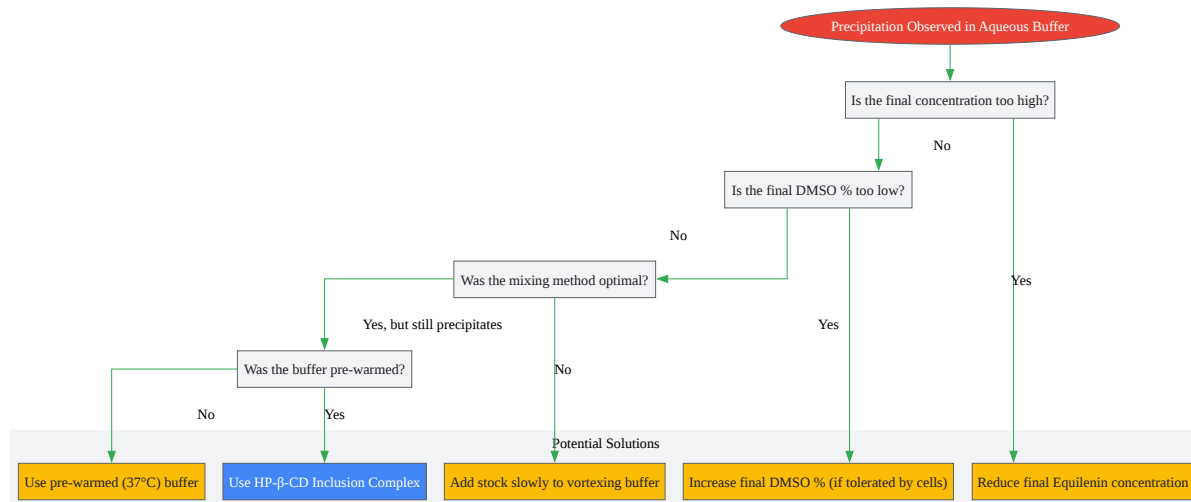 Precipitation Observed in Aqueous Buffer
Is the final concentration too high?
No
Is the final DMSO % too low?
No
Was the mixing method optimal?
Yes
Yes, but still precipitates
Yes
Was the buffer pre-warmed?
No
No
Yes
Potential Solutions
Use pre-warmed (37°C) buffer
Use HP-β-CD Inclusion Complex
Add stock slowly to vortexing buffer
Increase final DMSO % (if tolerated by cells)
Reduce final Equilenin concentration